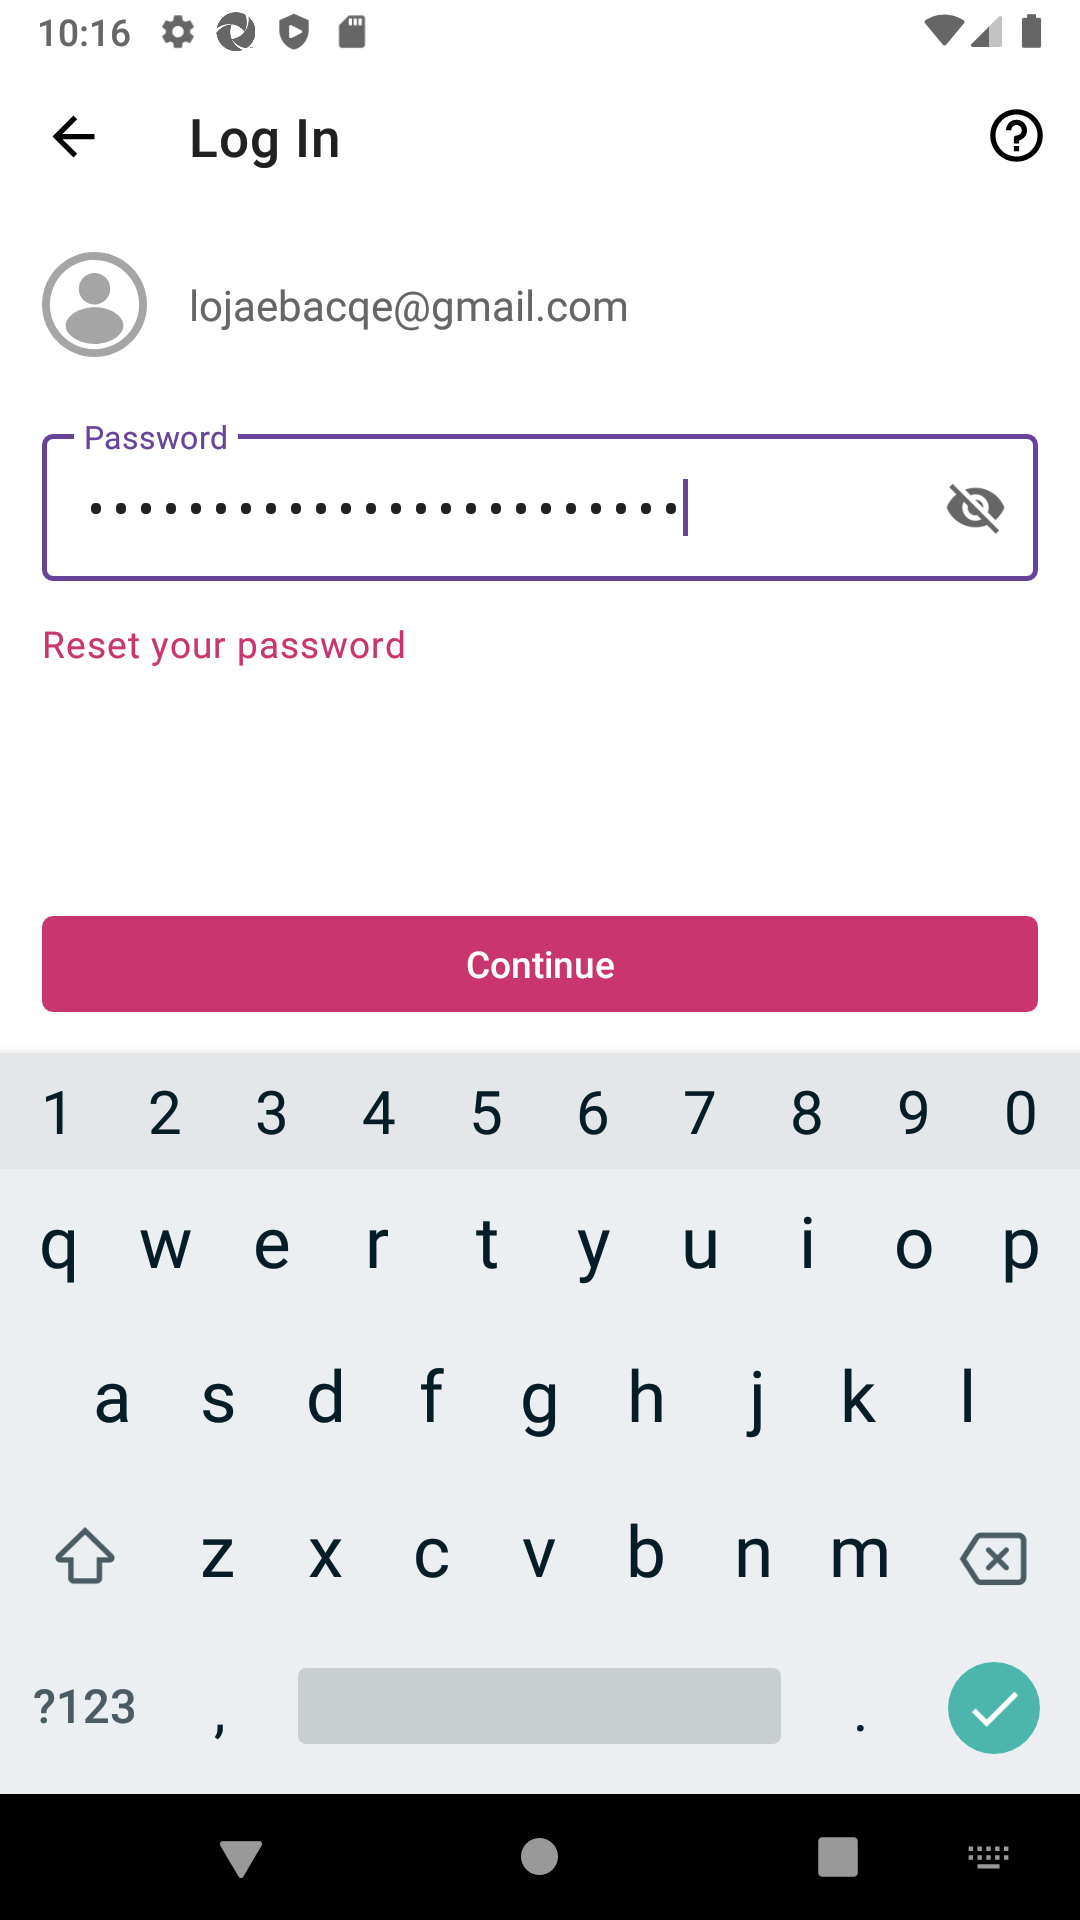 10:16
Log In
lojaebacqe@gmail.com
Password
••••••••••••••••••••••••
Reset your password
Continue
1 2 3 4 5 6 7 8 9 0
q w e r t y u i o p
a s d f g h j k l
z x c v b n m
?123 , .